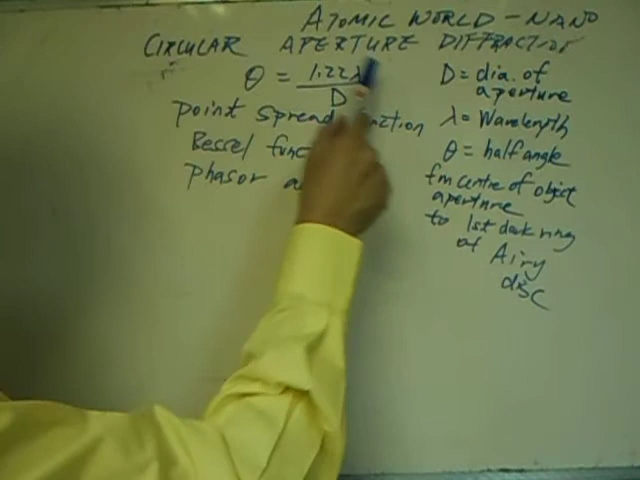 ATOMIC WORLD - NANO
CIRCULAR APERTURE DIFFRACTION
θ = 1.22λ / D
point spread function
Bessel func
Phasor a
D = dia. of
aperture
λ = Wavelength
θ = half angle
fm centre of object
aperture
to 1st dark ring
of Airy
disc